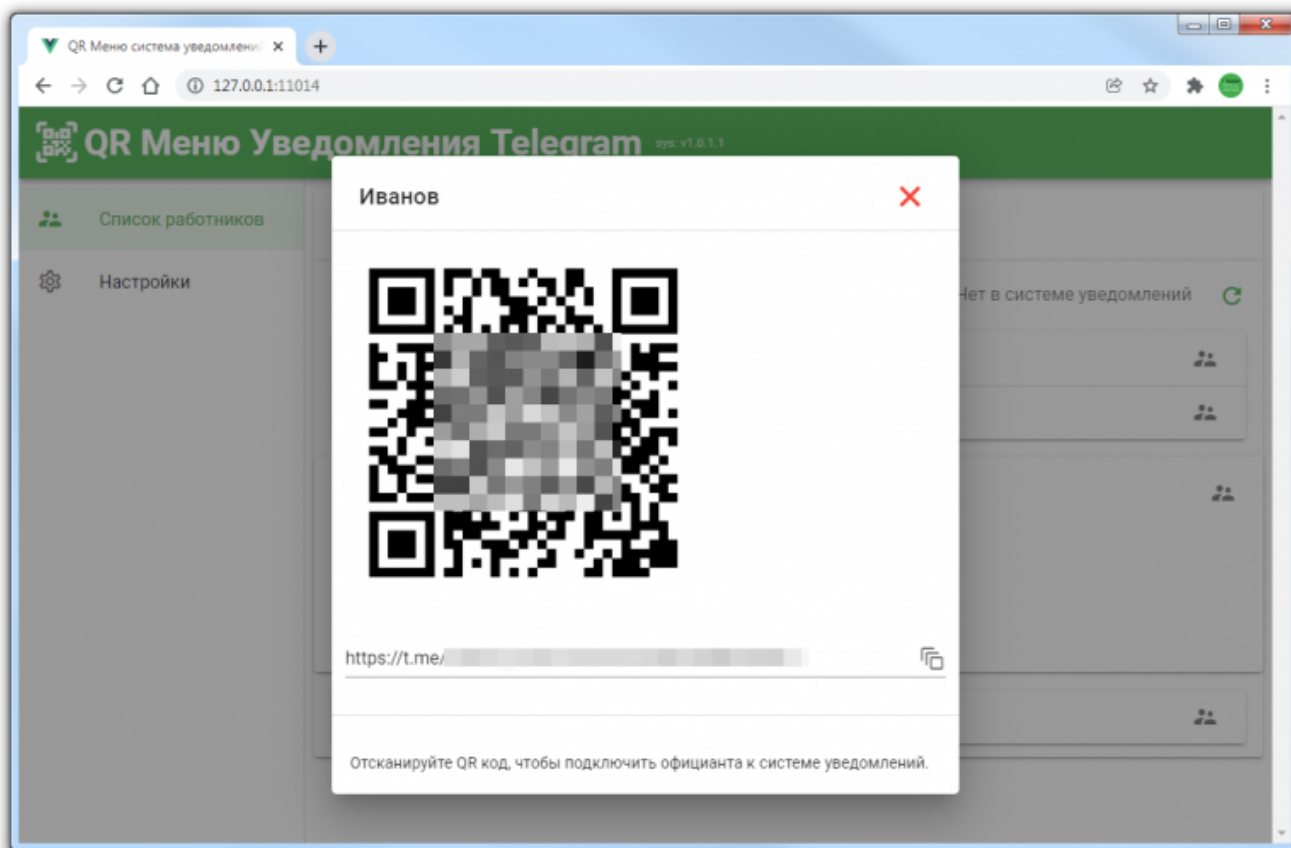 QR Меню система уведомлени
127.0.0.1:11014
QR Меню Уведомления Telegram sys: v1.0.1.1
Иванов
Список работников
Настройки
Нет в системе уведомлений
https://t.me/
Отсканируйте QR код, чтобы подключить официанта к системе уведомлений.